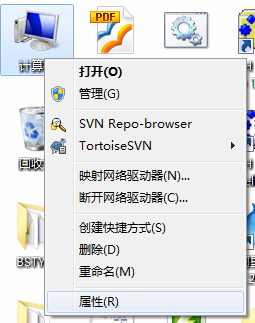 计算
PDF
打开(O)
管理(G)
SVN Repo-browser
TortoiseSVN
映射网络驱动器(N)...
断开网络驱动器(C)...
创建快捷方式(S)
删除(D)
重命名(M)
属性(R)
回收
BSTY